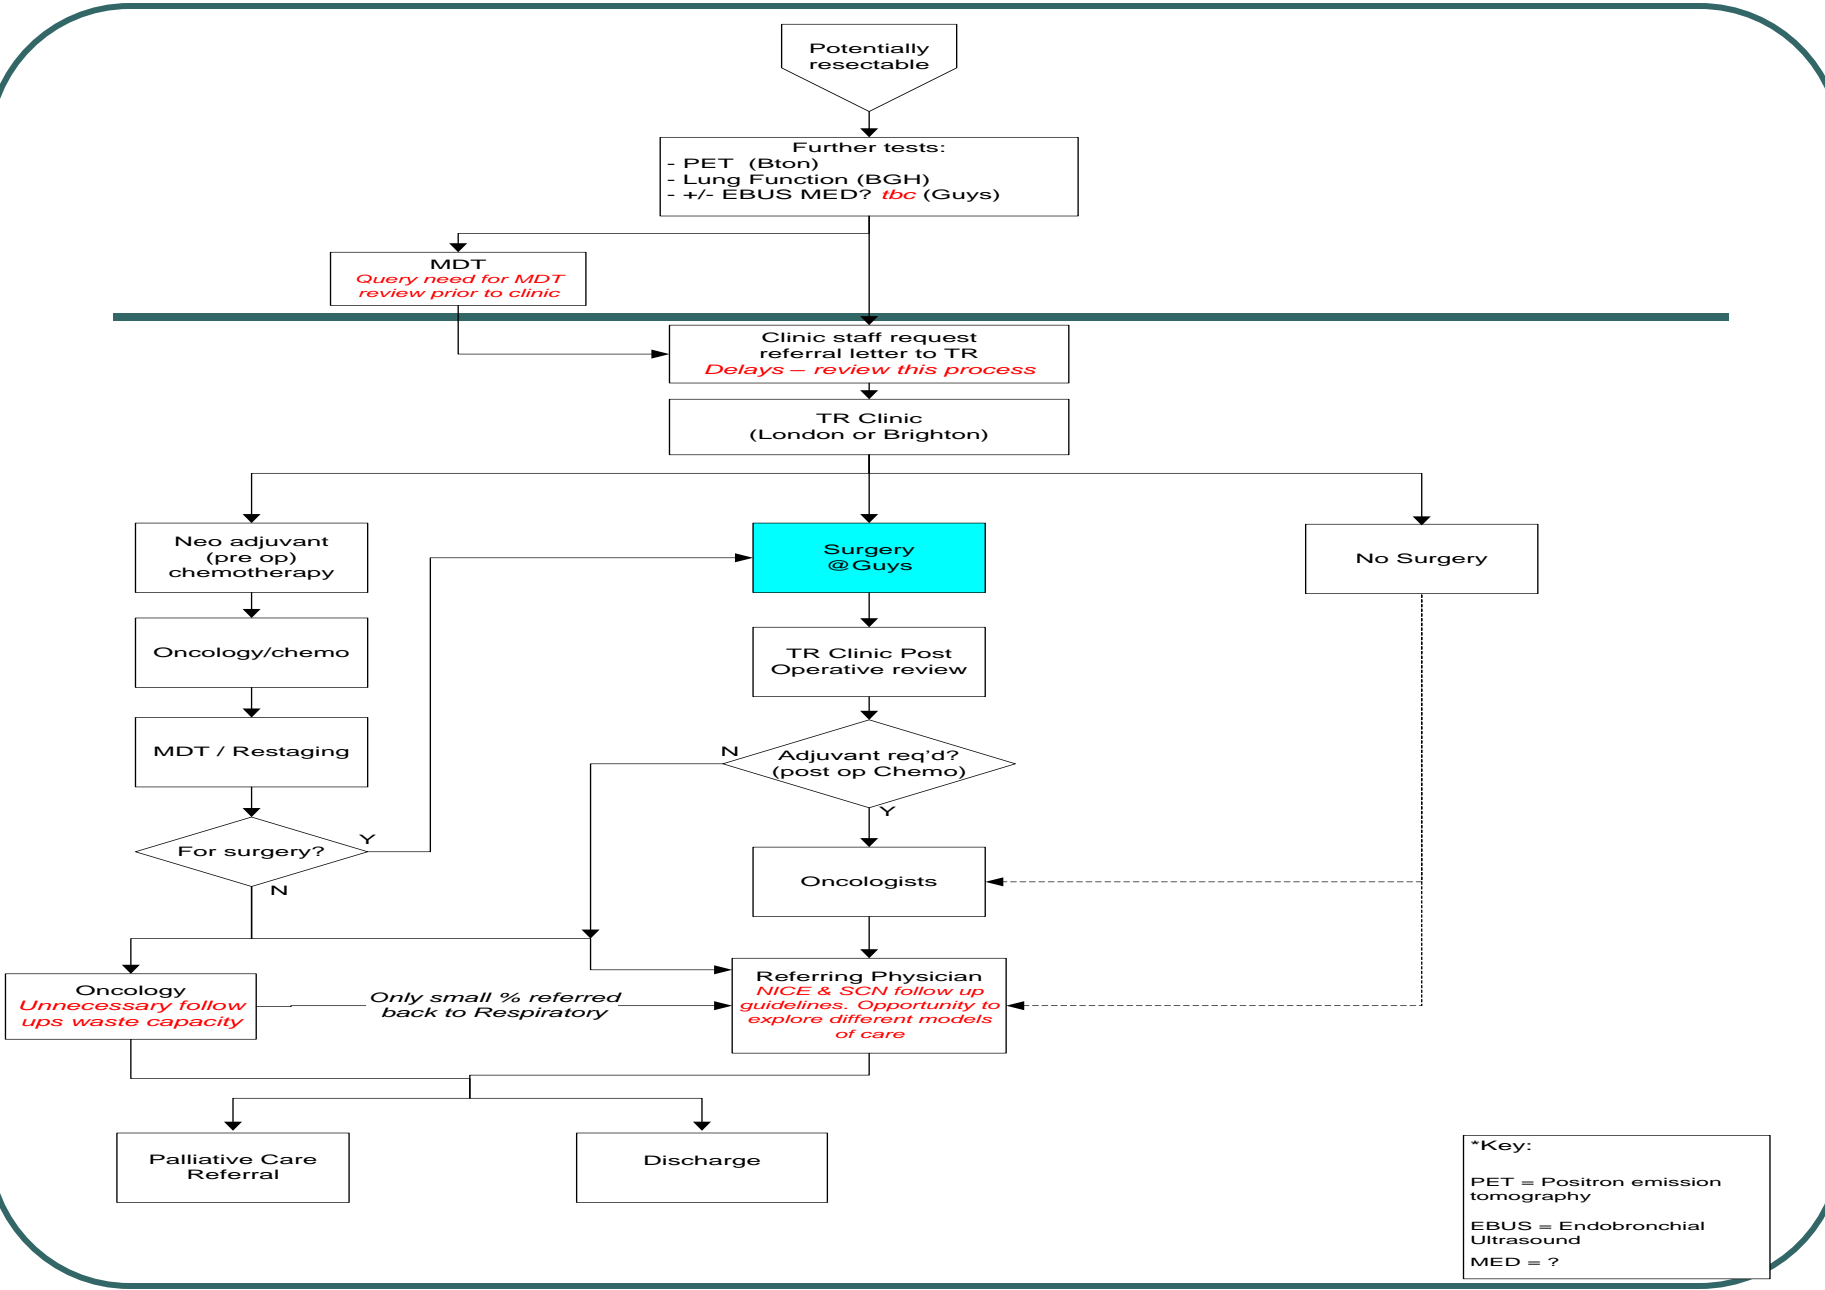 Potentially
resectable
Further tests:
- PET  (Bton)
- Lung Function (BGH)
- +/- EBUS MED? tbc (Guys)
MDT
Query need for MDT
review prior to clinic
Clinic staff request
referral letter to TR
Delays – review this process
TR Clinic
(London or Brighton)
Neo adjuvant
(pre op)
chemotherapy
Surgery
@Guys
No Surgery
Oncology/chemo
TR Clinic Post
Operative review
MDT / Restaging
N
Adjuvant req'd?
(post op Chemo)
Y
For surgery?
Y
N
Oncologists
Oncology
Unnecessary follow
ups waste capacity
Only small % referred
back to Respiratory
Referring Physician
NICE & SCN follow up
guidelines. Opportunity to
explore different models
of care
Palliative Care
Referral
Discharge
*Key:
PET = Positron emission
tomography
EBUS = Endobronchial
Ultrasound
MED = ?